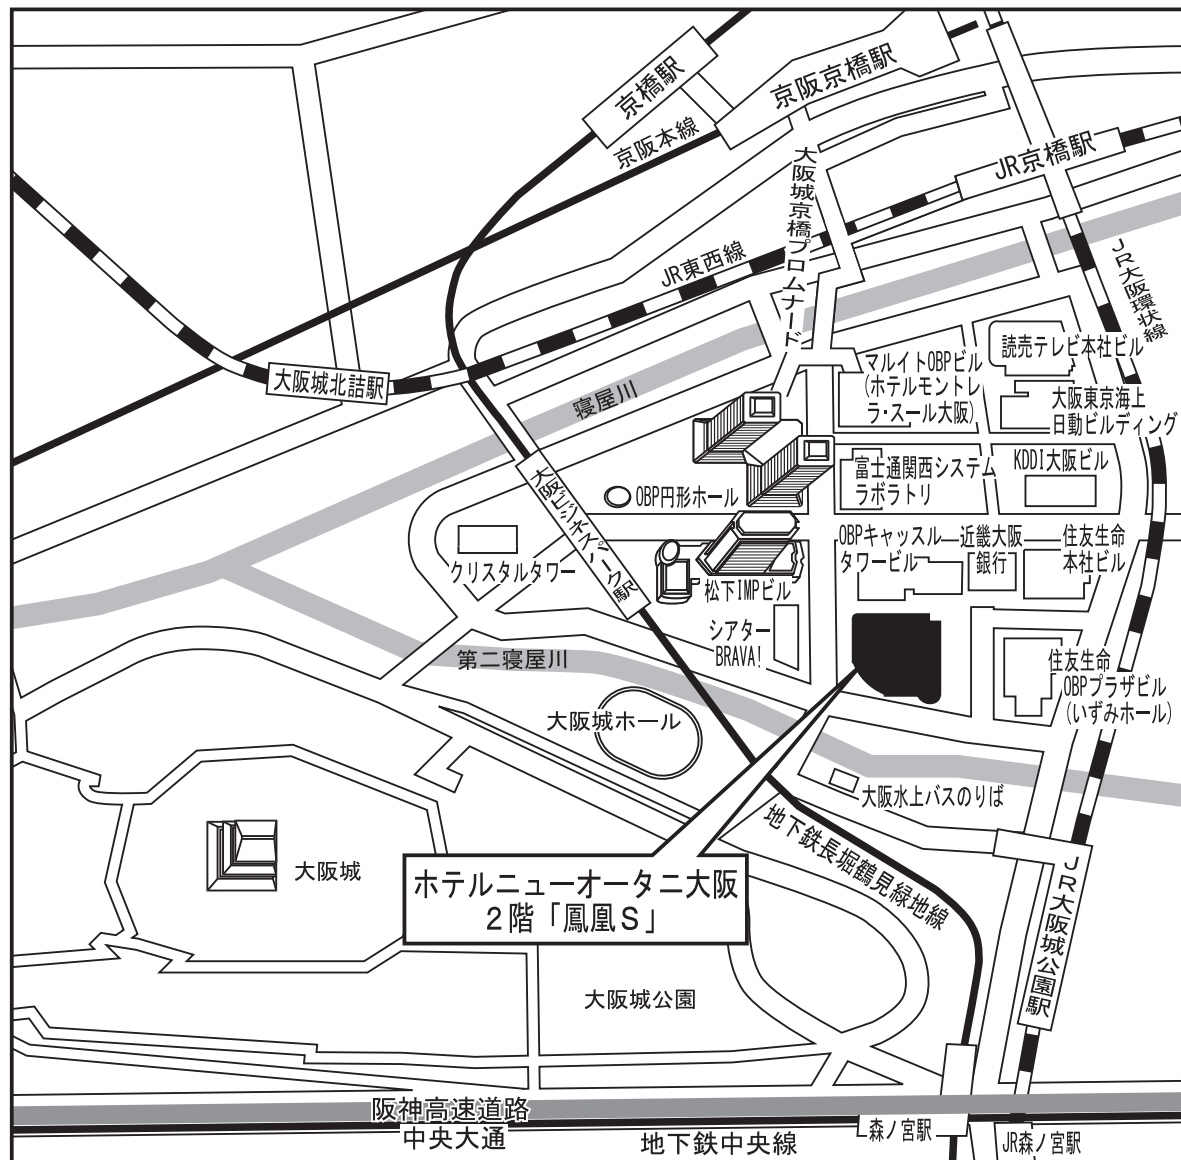 京橋駅
京阪京橋駅
京阪本線
JR京橋駅
大阪城京橋プロムナード
JR東西線
JR大阪環状線
大阪城北詰駅
寝屋川
マルイトOBPビル
(ホテルモントレ
ラ・スール大阪)
読売テレビ本社ビル
大阪東京海上
日動ビルディング
富士通関西システム
ラボラトリ
KDDI大阪ビル
大阪ビジネスパーク駅
OBP円形ホール
クリスタルタワー
松下IMPビル
OBPキャッスル
タワービル
近畿大阪
銀行
住友生命
本社ビル
シアター
BRAVA!
第二寝屋川
住友生命
OBPプラザビル
(いずみホール)
大阪城ホール
大阪水上バスのりば
地下鉄長堀鶴見緑地線
大阪城
ホテルニューオータニ大阪
2階「鳳凰S」
JR大阪城公園駅
大阪城公園
阪神高速道路
中央大通
地下鉄中央線
森ノ宮駅
JR森ノ宮駅